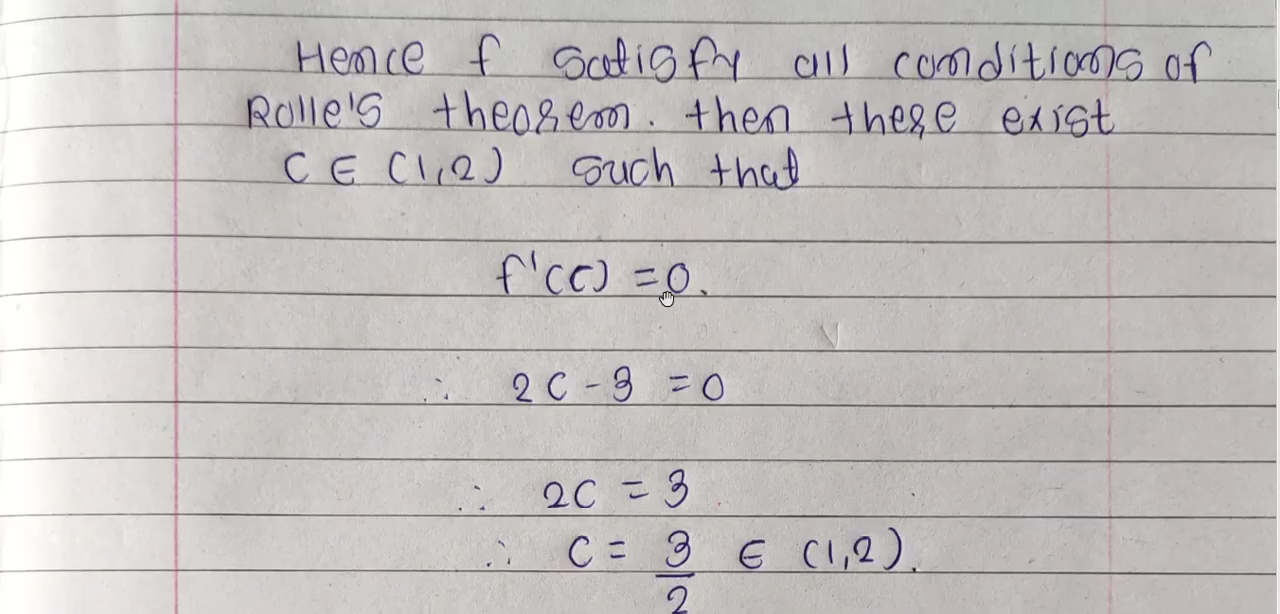 Hence f satisfy all conditions of
Rolle's theorem. then there exist
C ∈ (1,2) such that
f'(c) = 0.
∴ 2C - 3 = 0
∴ 2C = 3
∴ C = 3/2 ∈ (1,2).